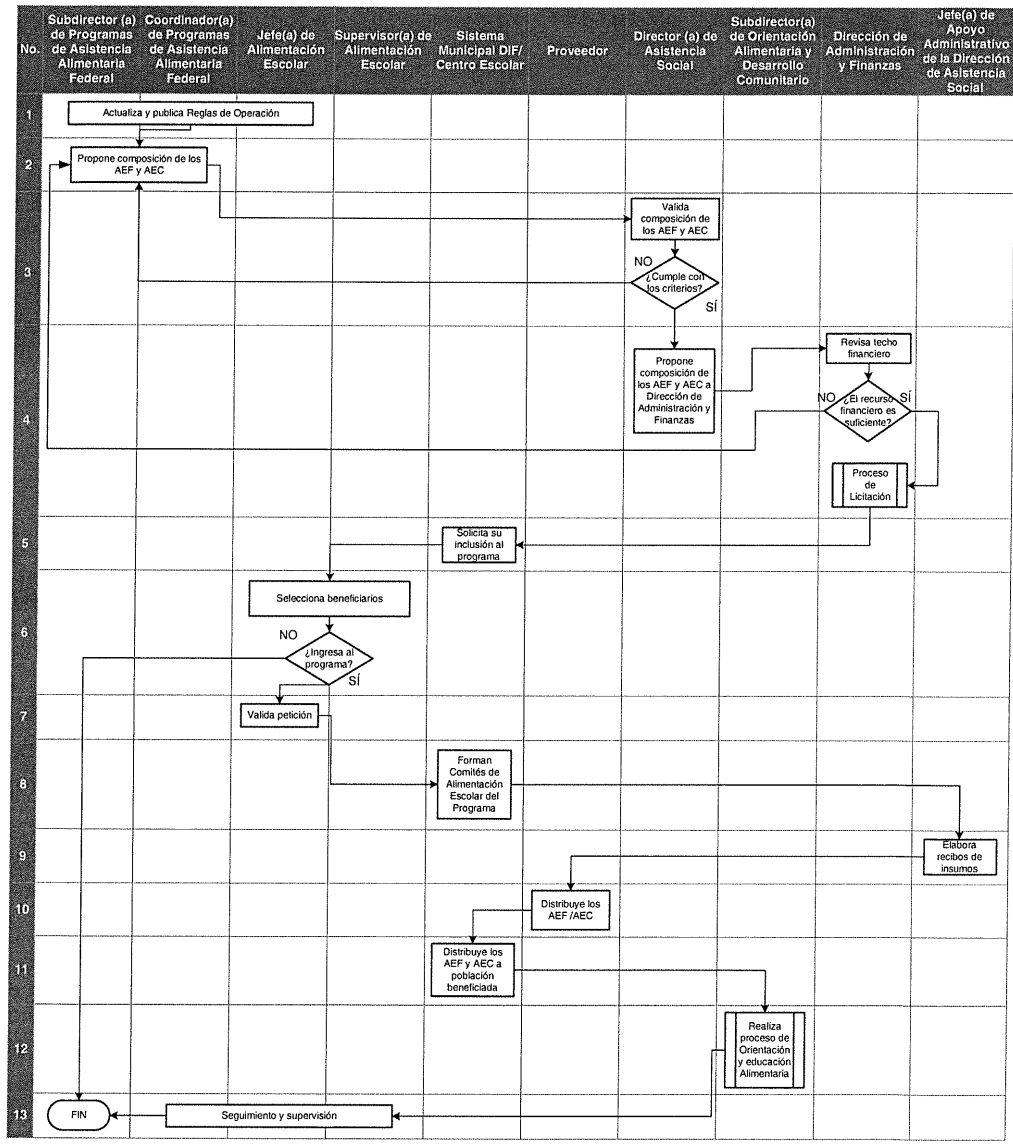 No.
Subdirector (a)
de Programas
de Asistencia
Alimentaria
Federal
Coordinador(a)
de Programas
de Asistencia
Alimentaria
Federal
Jefe(a) de
Alimentación
Escolar
Supervisor(a) de
Alimentación
Escolar
Sistema
Municipal DIF/
Centro Escolar
Proveedor
Director (a) de
Asistencia
Social
Subdirector(a)
de Orientación
Alimentaria y
Desarrollo
Comunitario
Dirección de
Administración
y Finanzas
Jefe(a) de
Apoyo
Administrativo
de la Dirección
de Asistencia
Social
1
Actualiza y publica Reglas de Operación
2
Propone composición de los
AEF y AEC
3
Valida
composición de
los AEF y AEC
NO
¿Cumple con
los criterios?
SÍ
4
Propone
composición de
los AEF y AEC a
Dirección de
Administración y
Finanzas
Revisa techo
financiero
NO
¿El recurso
financiero es
suficiente?
SÍ
Proceso
de
Licitación
5
Solicita su
inclusión al
programa
6
Selecciona beneficiarios
NO
¿Ingresa al
programa?
SÍ
7
Valida petición
8
Forman
Comités de
Alimentación
Escolar del
Programa
9
Elabora
recibos de
insumos
10
Distribuye los
AEF /AEC
11
Distribuye los
AEF y AEC a
población
beneficiada
12
Realiza
proceso de
Orientación
y educación
Alimentaria
13
FIN
Seguimiento y supervisión